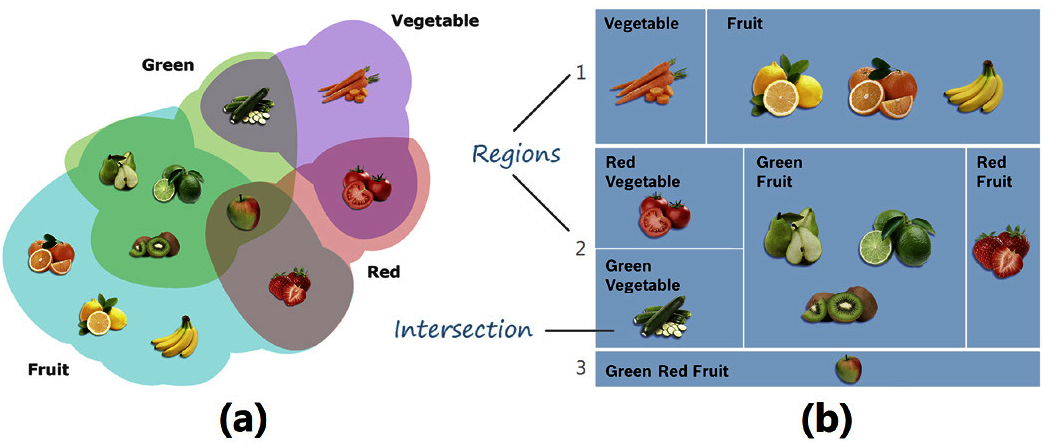 Vegetable
Green
Red
Fruit
(a)
Regions
Intersection
1
2
3
Vegetable
Fruit
Red
Vegetable
Green
Fruit
Red
Fruit
Green
Vegetable
Green Red Fruit
(b)